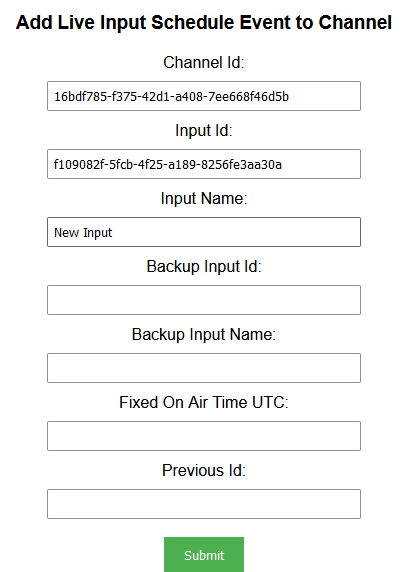 Add Live Input Schedule Event to Channel
Channel Id:
16bdf785-f375-42d1-a408-7ee668f46d5b
Input Id:
f109082f-5fcb-4f25-a189-8256fe3aa30a
Input Name:
New Input
Backup Input Id:
Backup Input Name:
Fixed On Air Time UTC:
Previous Id:
Submit